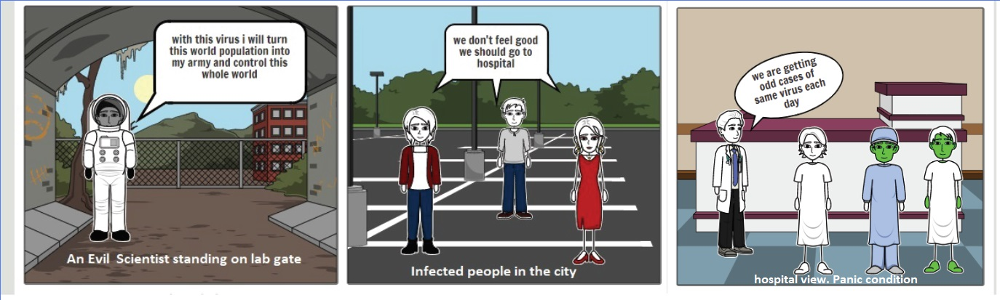 with this virus i will turn
this world population into
my army and control this
whole world
An Evil Scientist standing on lab gate
we don't feel good
we should go to
hospital
Infected people in the city
we are getting
odd cases of
same virus each
day
hospital view. Panic condition